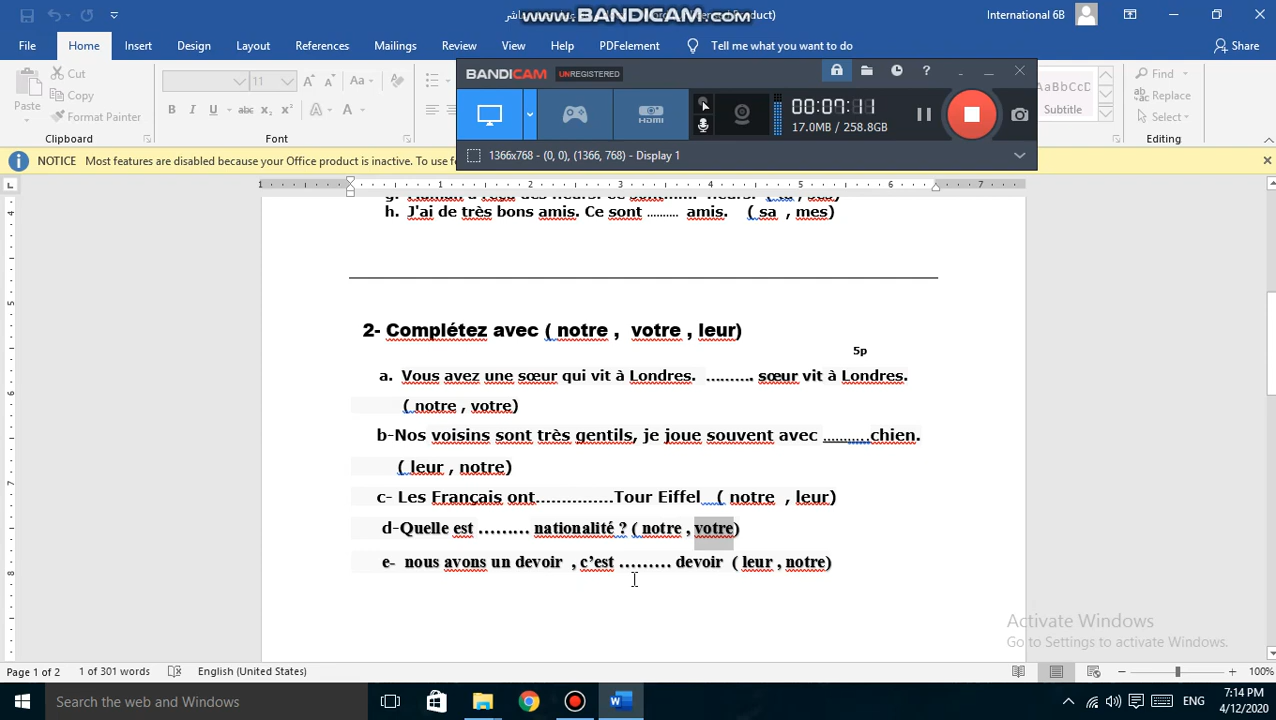 www.BANDICAM.com
Product)
International 6B
File Home Insert Design Layout References Mailings Review View Help PDFelement Tell me what you want to do Share
BANDICAM UNREGISTERED
Cut
Copy
Format Painter
Paste
Clipboard
11
Font
HDMI
00:07:11
17.0MB / 258.8GB
1366x768 - (0, 0), (1366, 768) - Display 1
AaBbCcD
Subtitle
Find
Replace
Select
Editing
NOTICE Most features are disabled because your Office product is inactive. To use
h. J'ai de très bons amis. Ce sont .......... amis. ( sa , mes)
2- Complétez avec ( notre , votre , leur)
5p
a. Vous avez une sœur qui vit à Londres. .......... sœur vit à Londres.
( notre , votre)
b-Nos voisins sont très gentils, je joue souvent avec ...........chien.
( leur , notre)
c- Les Français ont...............Tour Eiffel ( notre , leur)
d-Quelle est ......... nationalité ? ( notre , votre)
e- nous avons un devoir , c’est ......... devoir ( leur , notre)
Activate Windows
Go to Settings to activate Windows.
Page 1 of 2 1 of 301 words English (United States) 100%
Search the web and Windows
ENG
7:14 PM
4/12/2020